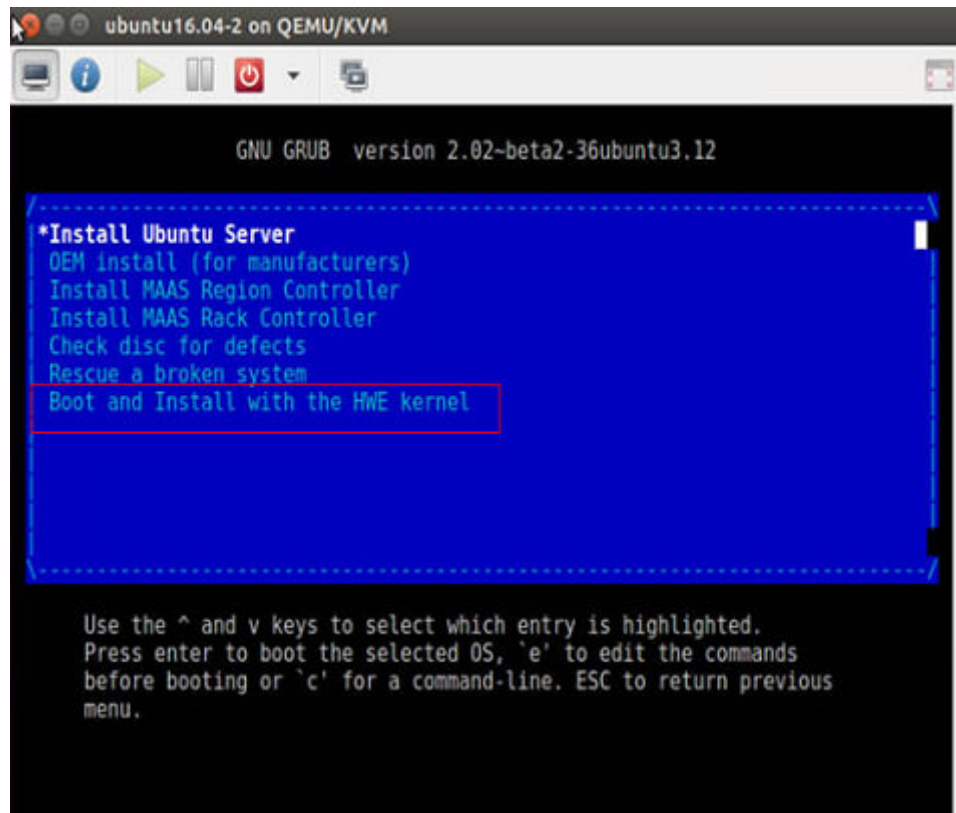 ubuntu16.04-2 on QEMU/KVM
GNU GRUB version 2.02~beta2-36ubuntu3.12
*Install Ubuntu Server
OEM install (for manufacturers)
Install MAAS Region Controller
Install MAAS Rack Controller
Check disc for defects
Rescue a broken system
Boot and Install with the HWE kernel
Use the ^ and v keys to select which entry is highlighted.
Press enter to boot the selected OS, `e' to edit the commands
before booting or `c' for a command-line. ESC to return previous
menu.